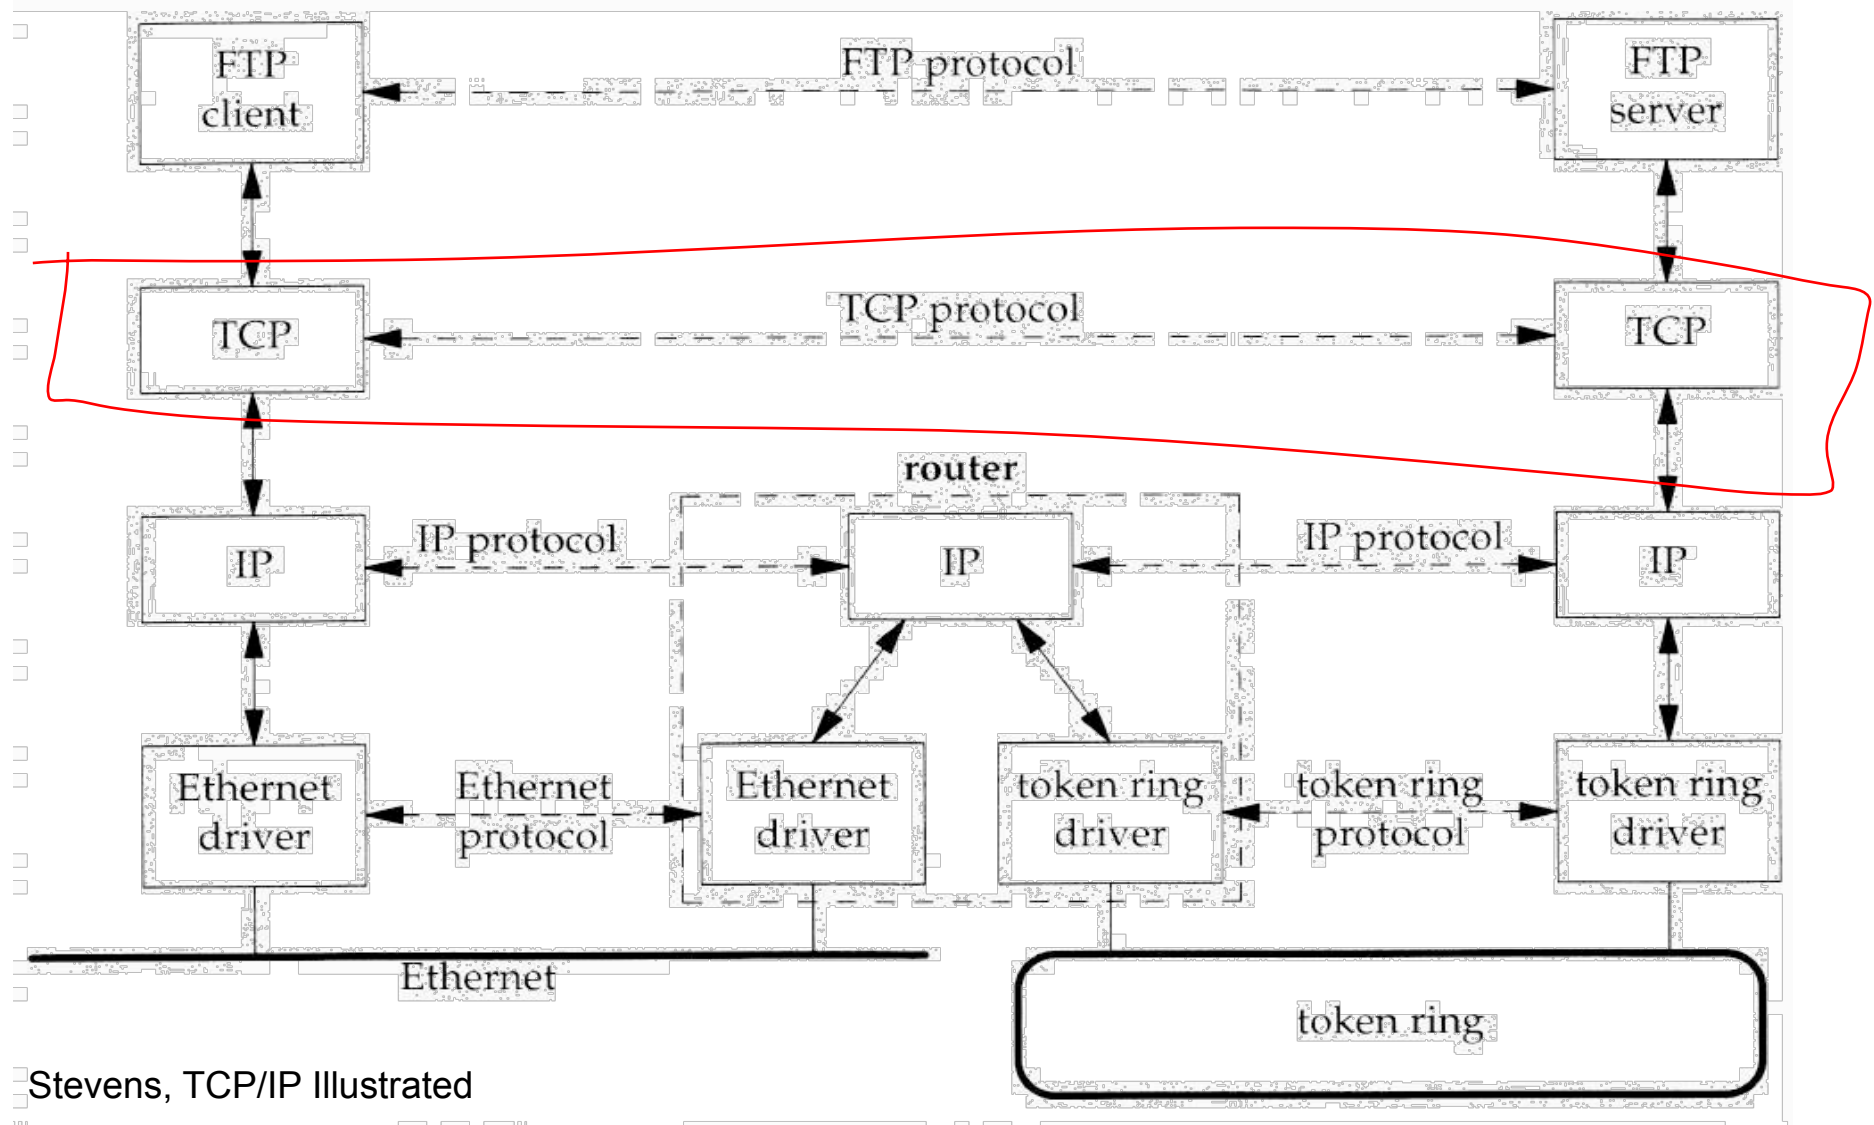 FTP
client
FTP protocol
FTP
server
TCP
TCP protocol
TCP
router
IP
IP protocol
IP
IP protocol
IP
Ethernet
driver
Ethernet
protocol
Ethernet
driver
token ring
driver
token ring
protocol
token ring
driver
Ethernet
token ring
Stevens, TCP/IP Illustrated